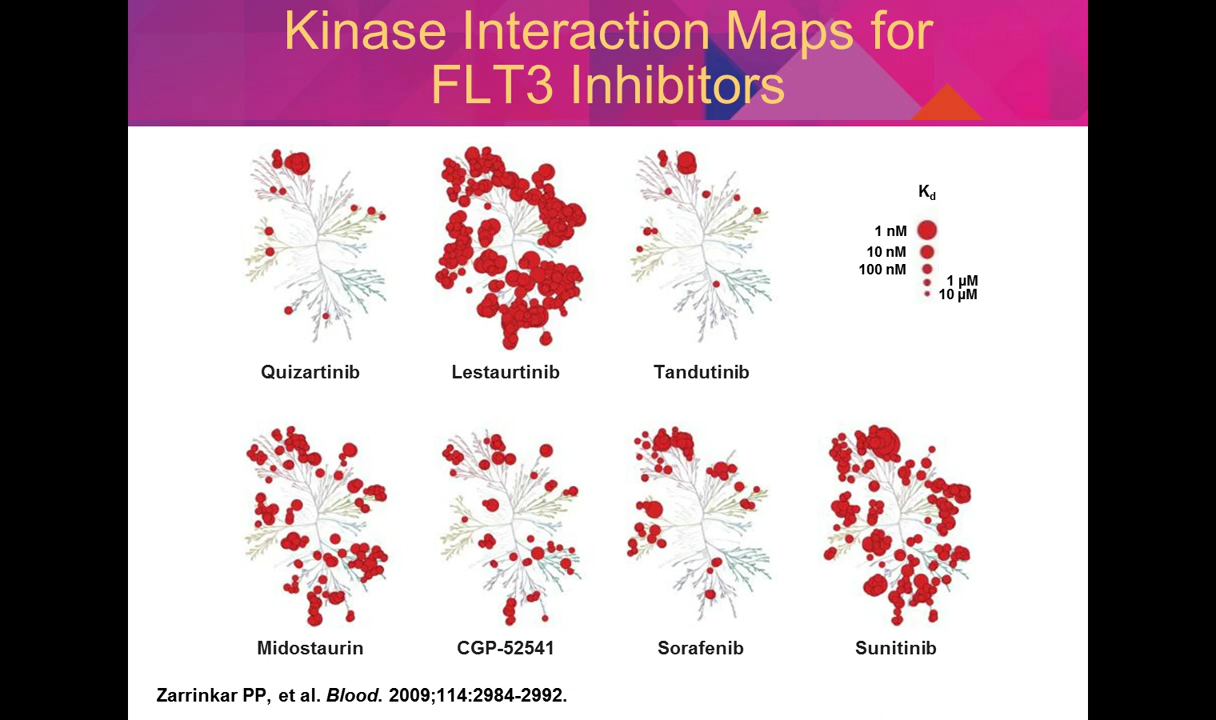 Kinase Interaction Maps for
FLT3 Inhibitors
Kd
1 nM
10 nM
100 nM
1 µM
10 µM
Quizartinib
Lestaurtinib
Tandutinib
Midostaurin
CGP-52541
Sorafenib
Sunitinib
Zarrinkar PP, et al. Blood. 2009;114:2984-2992.